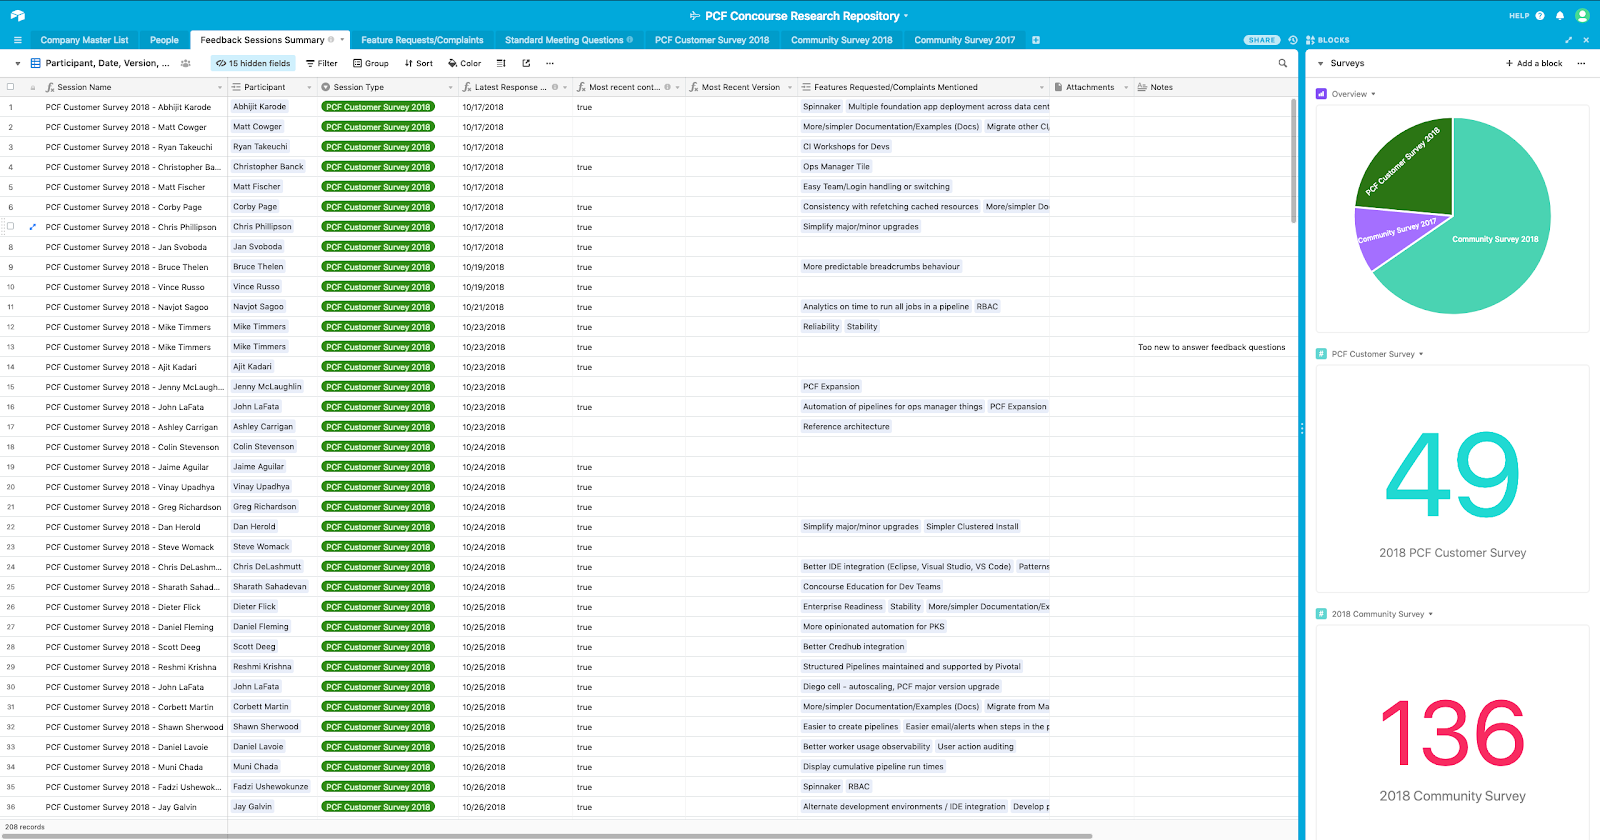 PCF Concourse Research Repository
HELP
Company Master List People Feedback Sessions Summary Feature Requests/Complaints Standard Meeting Questions PCF Customer Survey 2018 Community Survey 2018 Community Survey 2017 SHARE BLOCKS
Participant, Date, Version, ... 15 hidden fields Filter Group Sort Color
Session Name Participant Session Type Latest Response ... Most recent cont... Most Recent Version Features Requested/Complaints Mentioned Attachments Notes
1 PCF Customer Survey 2018 - Abhijit Karode Abhijit Karode PCF Customer Survey 2018 10/17/2018 true Spinnaker Multiple foundation app deployment across data cent
2 PCF Customer Survey 2018 - Matt Cowger Matt Cowger PCF Customer Survey 2018 10/17/2018 More/simpler Documentation/Examples (Docs) Migrate other CI,
3 PCF Customer Survey 2018 - Ryan Takeuchi Ryan Takeuchi PCF Customer Survey 2018 10/17/2018 CI Workshops for Devs
4 PCF Customer Survey 2018 - Christopher Ba... Christopher Banck PCF Customer Survey 2018 10/17/2018 true Ops Manager Tile
5 PCF Customer Survey 2018 - Matt Fischer Matt Fischer PCF Customer Survey 2018 10/17/2018 Easy Team/Login handling or switching
6 PCF Customer Survey 2018 - Corby Page Corby Page PCF Customer Survey 2018 10/17/2018 true Consistency with refetching cached resources More/simpler Do
PCF Customer Survey 2018 - Chris Phillipson Chris Phillipson PCF Customer Survey 2018 10/17/2018 true Simplify major/minor upgrades
8 PCF Customer Survey 2018 - Jan Svoboda Jan Svoboda PCF Customer Survey 2018 10/17/2018 true
9 PCF Customer Survey 2018 - Bruce Thelen Bruce Thelen PCF Customer Survey 2018 10/19/2018 true More predictable breadcrumbs behaviour
10 PCF Customer Survey 2018 - Vince Russo Vince Russo PCF Customer Survey 2018 10/19/2018 true
11 PCF Customer Survey 2018 - Navjot Sagoo Navjot Sagoo PCF Customer Survey 2018 10/21/2018 true Analytics on time to run all jobs in a pipeline RBAC
12 PCF Customer Survey 2018 - Mike Timmers Mike Timmers PCF Customer Survey 2018 10/23/2018 true Reliability Stability
13 PCF Customer Survey 2018 - Mike Timmers Mike Timmers PCF Customer Survey 2018 10/23/2018 true Too new to answer feedback questions
14 PCF Customer Survey 2018 - Ajit Kadari Ajit Kadari PCF Customer Survey 2018 10/23/2018 true
15 PCF Customer Survey 2018 - Jenny McLaugh... Jenny McLaughlin PCF Customer Survey 2018 10/23/2018 PCF Expansion
16 PCF Customer Survey 2018 - John LaFata John LaFata PCF Customer Survey 2018 10/23/2018 true Automation of pipelines for ops manager things PCF Expansion
17 PCF Customer Survey 2018 - Ashley Carrigan Ashley Carrigan PCF Customer Survey 2018 10/23/2018 Reference architecture
18 PCF Customer Survey 2018 - Colin Stevenson Colin Stevenson PCF Customer Survey 2018 10/24/2018
19 PCF Customer Survey 2018 - Jaime Aguilar Jaime Aguilar PCF Customer Survey 2018 10/24/2018 true
20 PCF Customer Survey 2018 - Vinay Upadhya Vinay Upadhya PCF Customer Survey 2018 10/24/2018 true
21 PCF Customer Survey 2018 - Greg Richardson Greg Richardson PCF Customer Survey 2018 10/24/2018 true
22 PCF Customer Survey 2018 - Dan Herold Dan Herold PCF Customer Survey 2018 10/24/2018 true Simplify major/minor upgrades Simpler Clustered Install
23 PCF Customer Survey 2018 - Steve Womack Steve Womack PCF Customer Survey 2018 10/24/2018 true
24 PCF Customer Survey 2018 - Chris DeLashm... Chris DeLashmutt PCF Customer Survey 2018 10/24/2018 true Better IDE integration (Eclipse, Visual Studio, VS Code) Patterns
25 PCF Customer Survey 2018 - Sharath Sahad... Sharath Sahadevan PCF Customer Survey 2018 10/24/2018 true Concourse Education for Dev Teams
26 PCF Customer Survey 2018 - Dieter Flick Dieter Flick PCF Customer Survey 2018 10/25/2018 true Enterprise Readiness Stability More/simpler Documentation/Ex
27 PCF Customer Survey 2018 - Daniel Fleming Daniel Fleming PCF Customer Survey 2018 10/25/2018 true More opinionated automation for PKS
28 PCF Customer Survey 2018 - Scott Deeg Scott Deeg PCF Customer Survey 2018 10/25/2018 true Better Credhub integration
29 PCF Customer Survey 2018 - Reshmi Krishna Reshmi Krishna PCF Customer Survey 2018 10/25/2018 true Structured Pipelines maintained and supported by Pivotal
30 PCF Customer Survey 2018 - John LaFata John LaFata PCF Customer Survey 2018 10/25/2018 true Diego cell - autoscaling, PCF major version upgrade
31 PCF Customer Survey 2018 - Corbett Martin Corbett Martin PCF Customer Survey 2018 10/25/2018 true More/simpler Documentation/Examples (Docs) Migrate from Ma
32 PCF Customer Survey 2018 - Shawn Sherwood Shawn Sherwood PCF Customer Survey 2018 10/25/2018 true Easier to create pipelines Easier email/alerts when steps in the p
33 PCF Customer Survey 2018 - Daniel Lavoie Daniel Lavoie PCF Customer Survey 2018 10/25/2018 true Better worker usage observability User action auditing
34 PCF Customer Survey 2018 - Muni Chada Muni Chada PCF Customer Survey 2018 10/26/2018 true Display cumulative pipeline run times
35 PCF Customer Survey 2018 - Fadzi Ushewok... Fadzi Ushewokunze PCF Customer Survey 2018 10/26/2018 true Spinnaker RBAC
36 PCF Customer Survey 2018 - Jay Galvin Jay Galvin PCF Customer Survey 2018 10/26/2018 true Alternate development environments / IDE integration Develop p
208 records
Surveys + Add a block
Overview
PCF Customer Survey 2018
Community Survey 2017
Community Survey 2018
# PCF Customer Survey
49
2018 PCF Customer Survey
# 2018 Community Survey
136
2018 Community Survey